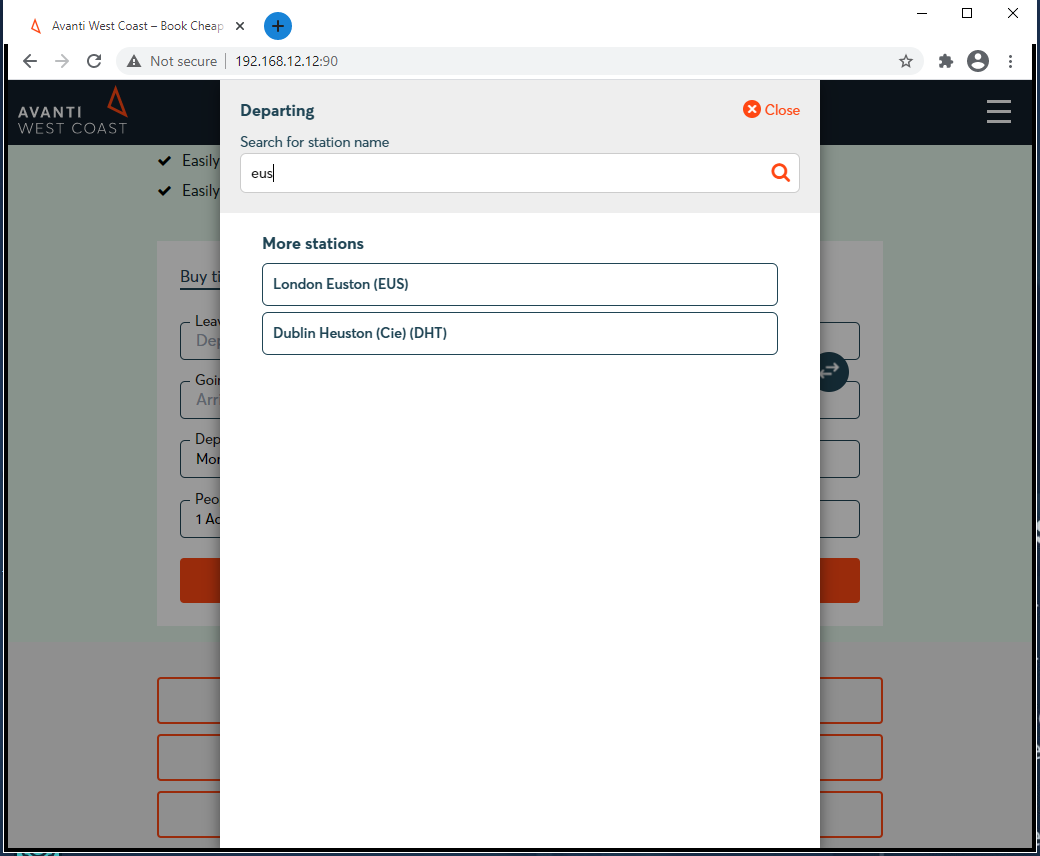 Avanti West Coast – Book Cheap
Not secure
192.168.12.12:90
AVANTI
WEST COAST
Departing
Close
Search for station name
eus
Easily
Easily
More stations
London Euston (EUS)
Dublin Heuston (Cie) (DHT)
Buy ti
Leav
Dep
Goin
Arri
Dep
Mon
Peo
1 Ad